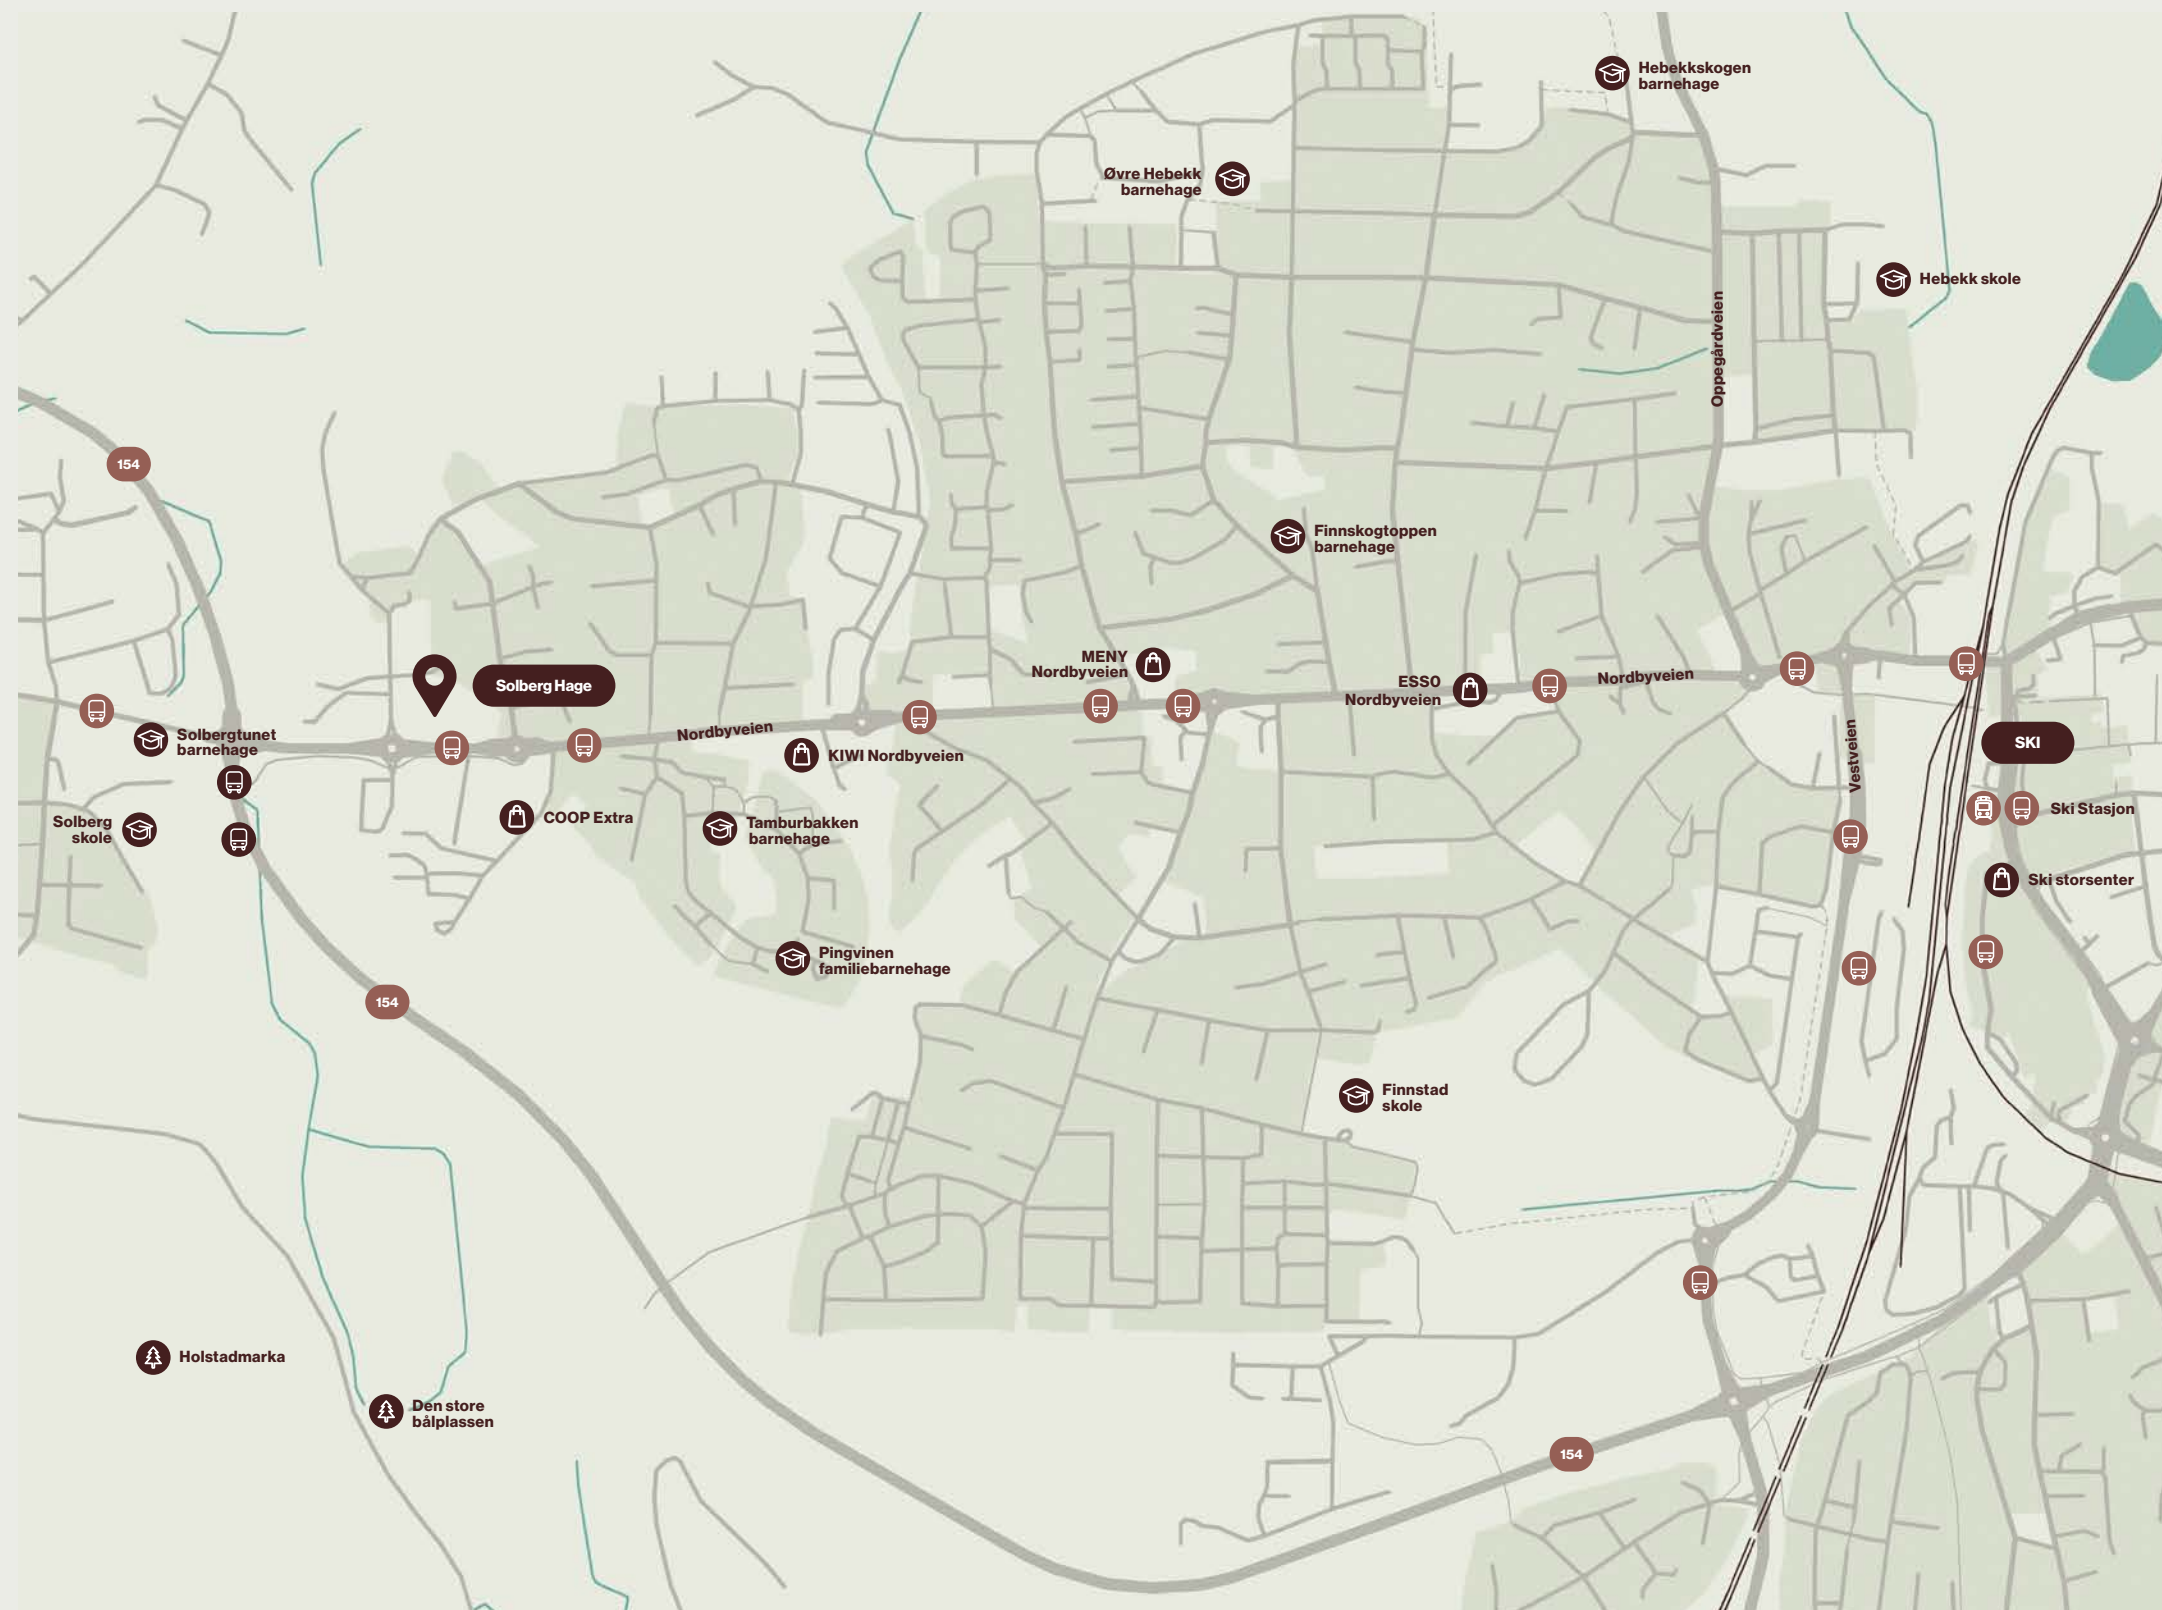 Hebekkskogen
barnehage
Øvre Hebekk
barnehage
Hebekk skole
Oppegårdveien
154
Finnskogtoppen
barnehage
MENY
Nordbyveien
Solberg Hage
ESSO
Nordbyveien
Nordbyveien
Nordbyveien
Solbergtunet
barnehage
KIWI Nordbyveien
Vestveien
SKI
Ski Stasjon
Solberg
skole
COOP Extra
Tamburbakken
barnehage
Ski storsenter
Pingvinen
familiebarnehage
154
Finnstad
skole
Holstadmarka
Den store
bålplassen
154